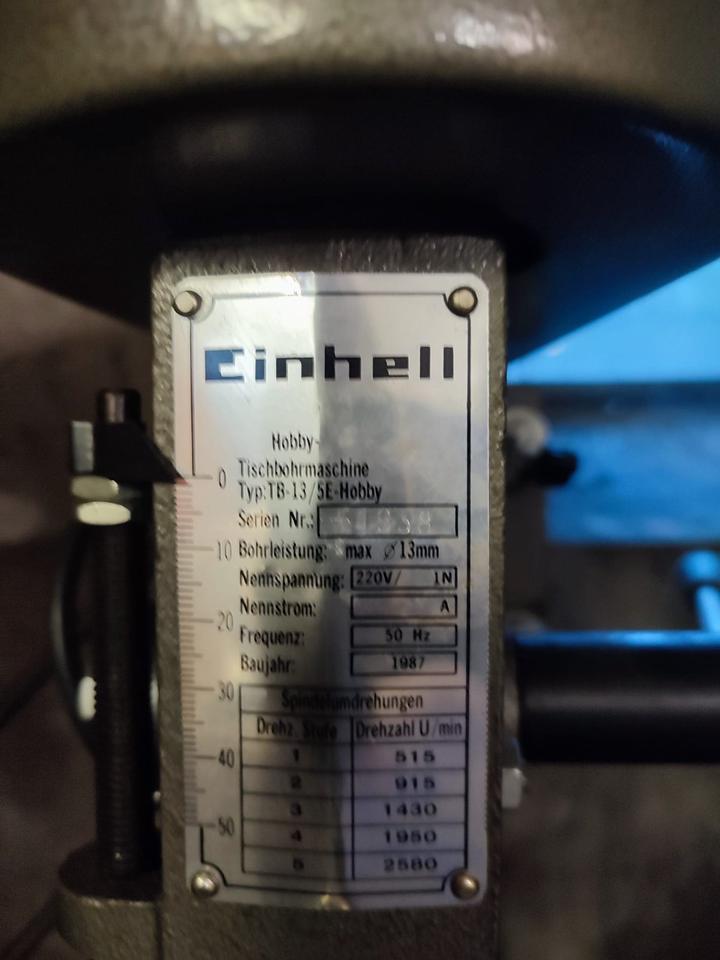 Einhell
Hobby-
Tischbohrmaschine
Typ:TB-13/5E-Hobby
Serien Nr.:
Bohrleistung: max ⌀13mm
Nennspannung: 220V/ 1N
Nennstrom: A
Frequenz: 50 Hz
Baujahr: 1987
Spindelumdrehungen
Drehz. Stufe Drehzahl U/min
1 515
2 915
3 1430
4 1950
5 2580
0
10
20
30
40
50